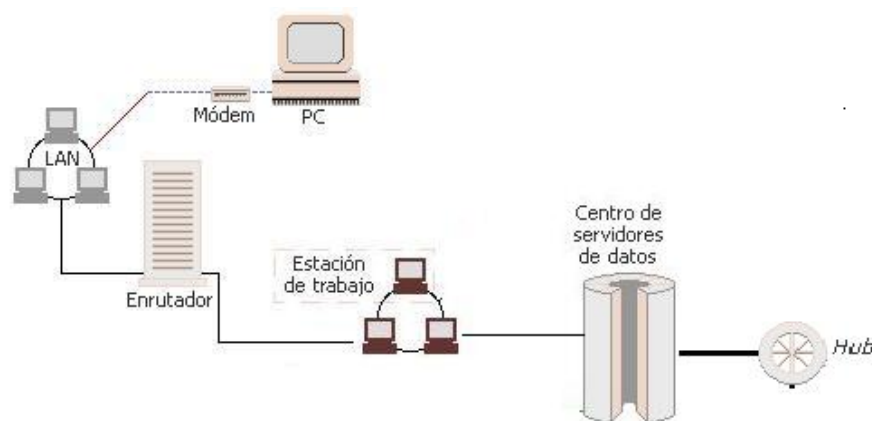 Módem
PC
LAN
Enrutador
Estación
de trabajo
Centro de
servidores
de datos
Hub